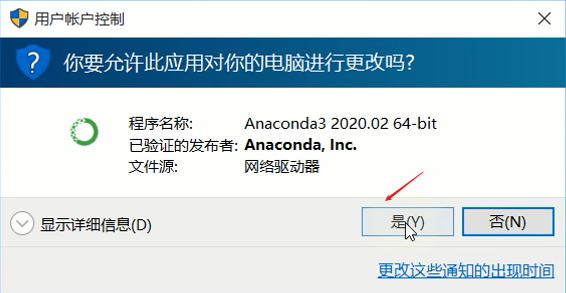 用户帐户控制
你要允许此应用对你的电脑进行更改吗?
程序名称: Anaconda3 2020.02 64-bit
已验证的发布者: Anaconda, Inc.
文件源: 网络驱动器
显示详细信息(D)
是(Y)
否(N)
更改这些通知的出现时间